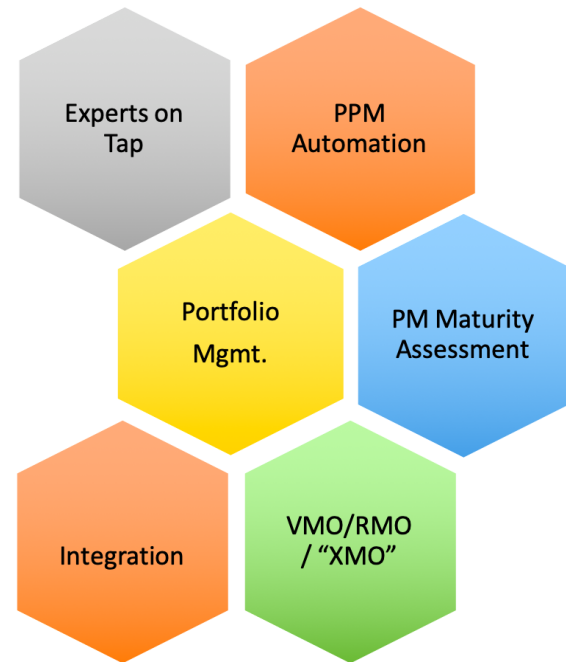 Experts on
Tap
PPM
Automation
Portfolio
Mgmt.
PM Maturity
Assessment
Integration
VMO/RMO
/ “XMO”